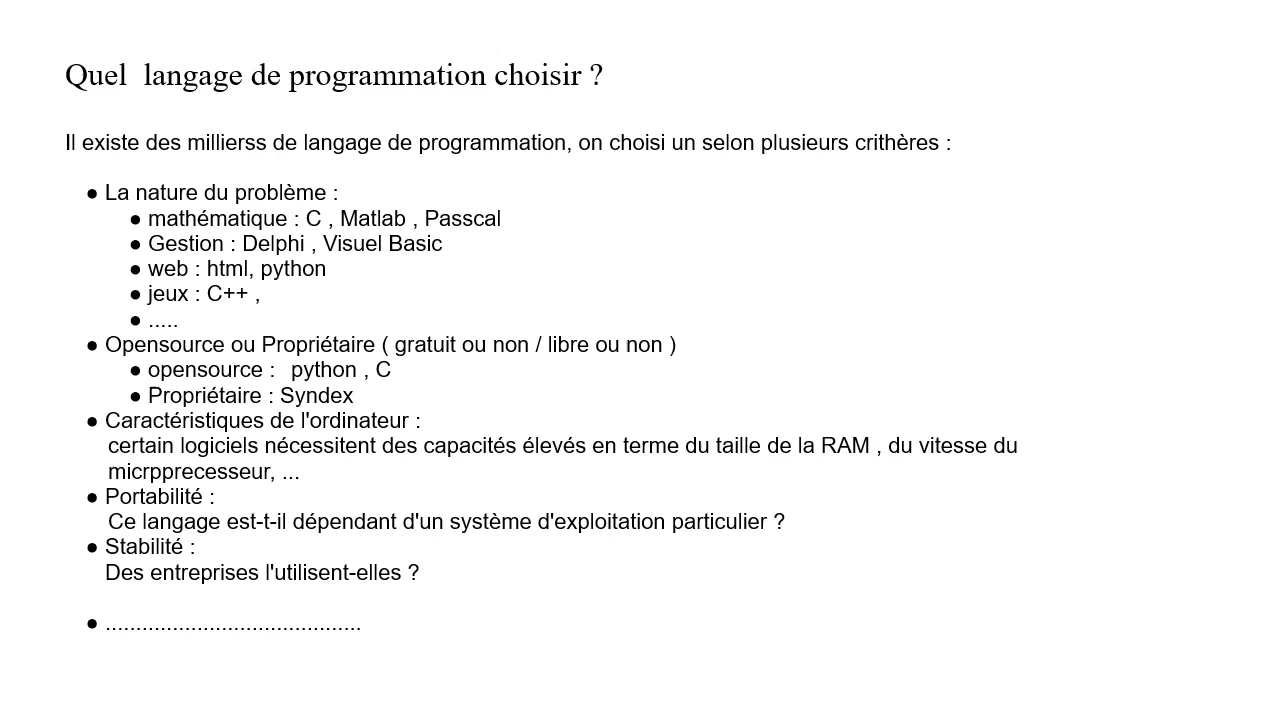 Quel langage de programmation choisir ?
Il existe des millierss de langage de programmation, on choisi un selon plusieurs crithères :
● La nature du problème :
● mathématique : C , Matlab , Passcal
● Gestion : Delphi , Visuel Basic
● web : html, python
● jeux : C++ ,
● .....
● Opensource ou Propriétaire ( gratuit ou non / libre ou non )
● opensource : python , C
● Propriétaire : Syndex
● Caractéristiques de l'ordinateur :
certain logiciels nécessitent des capacités élevés en terme du taille de la RAM , du vitesse du
micrpprecesseur, ...
● Portabilité :
Ce langage est-t-il dépendant d'un système d'exploitation particulier ?
● Stabilité :
Des entreprises l'utilisent-elles ?
● ..........................................